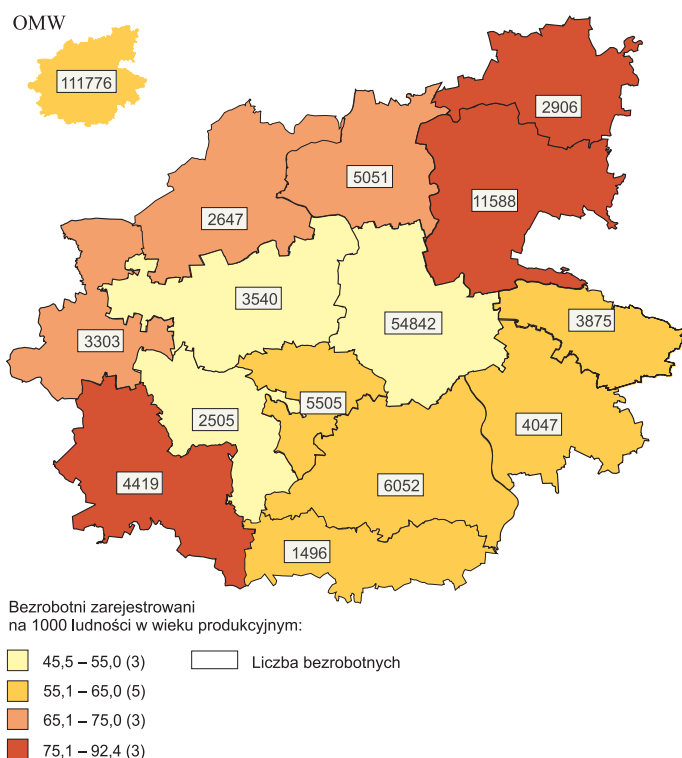 OMW
111776
2906
5051
11588
2647
3540
54842
3875
3303
5505
2505
4047
4419
6052
1496
Bezrobotni zarejestrowani
na 1000 ludności w wieku produkcyjnym:
45,5 – 55,0 (3) Liczba bezrobotnych
55,1 – 65,0 (5)
65,1 – 75,0 (3)
75,1 – 92,4 (3)